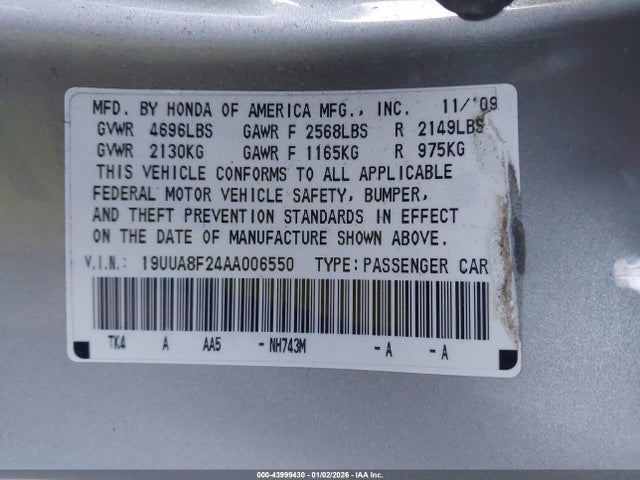 MFD. BY HONDA OF AMERICA MFG., INC. 11/'09
GVWR 4696LBS GAWR F 2568LBS R 2149LBS
GVWR 2130KG GAWR F 1165KG R 975KG
THIS VEHICLE CONFORMS TO ALL APPLICABLE
FEDERAL MOTOR VEHICLE SAFETY, BUMPER,
AND THEFT PREVENTION STANDARDS IN EFFECT
ON THE DATE OF MANUFACTURE SHOWN ABOVE.
V.I.N.: 19UUA8F24AA006550 TYPE: PASSENGER CAR
TK4 A AA5 - NH743M - A - A
000-43999430 - 01/02/2026 - IAA Inc.